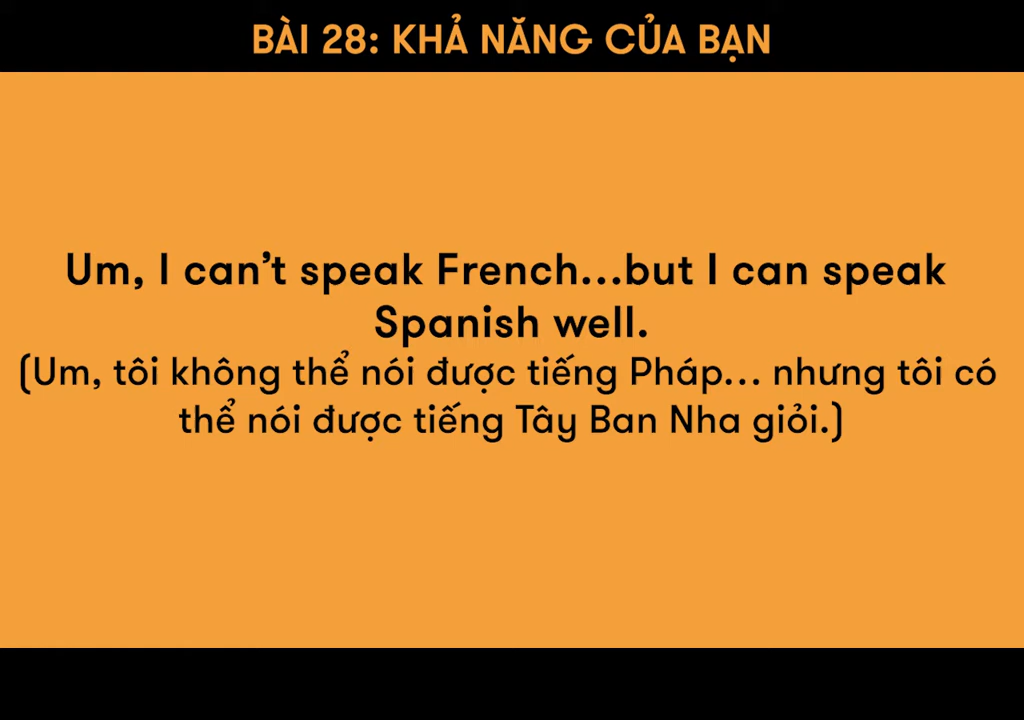 BÀI 28: KHẢ NĂNG CỦA BẠN
Um, I can’t speak French...but I can speak
Spanish well.
(Um, tôi không thể nói được tiếng Pháp... nhưng tôi có
thể nói được tiếng Tây Ban Nha giỏi.)